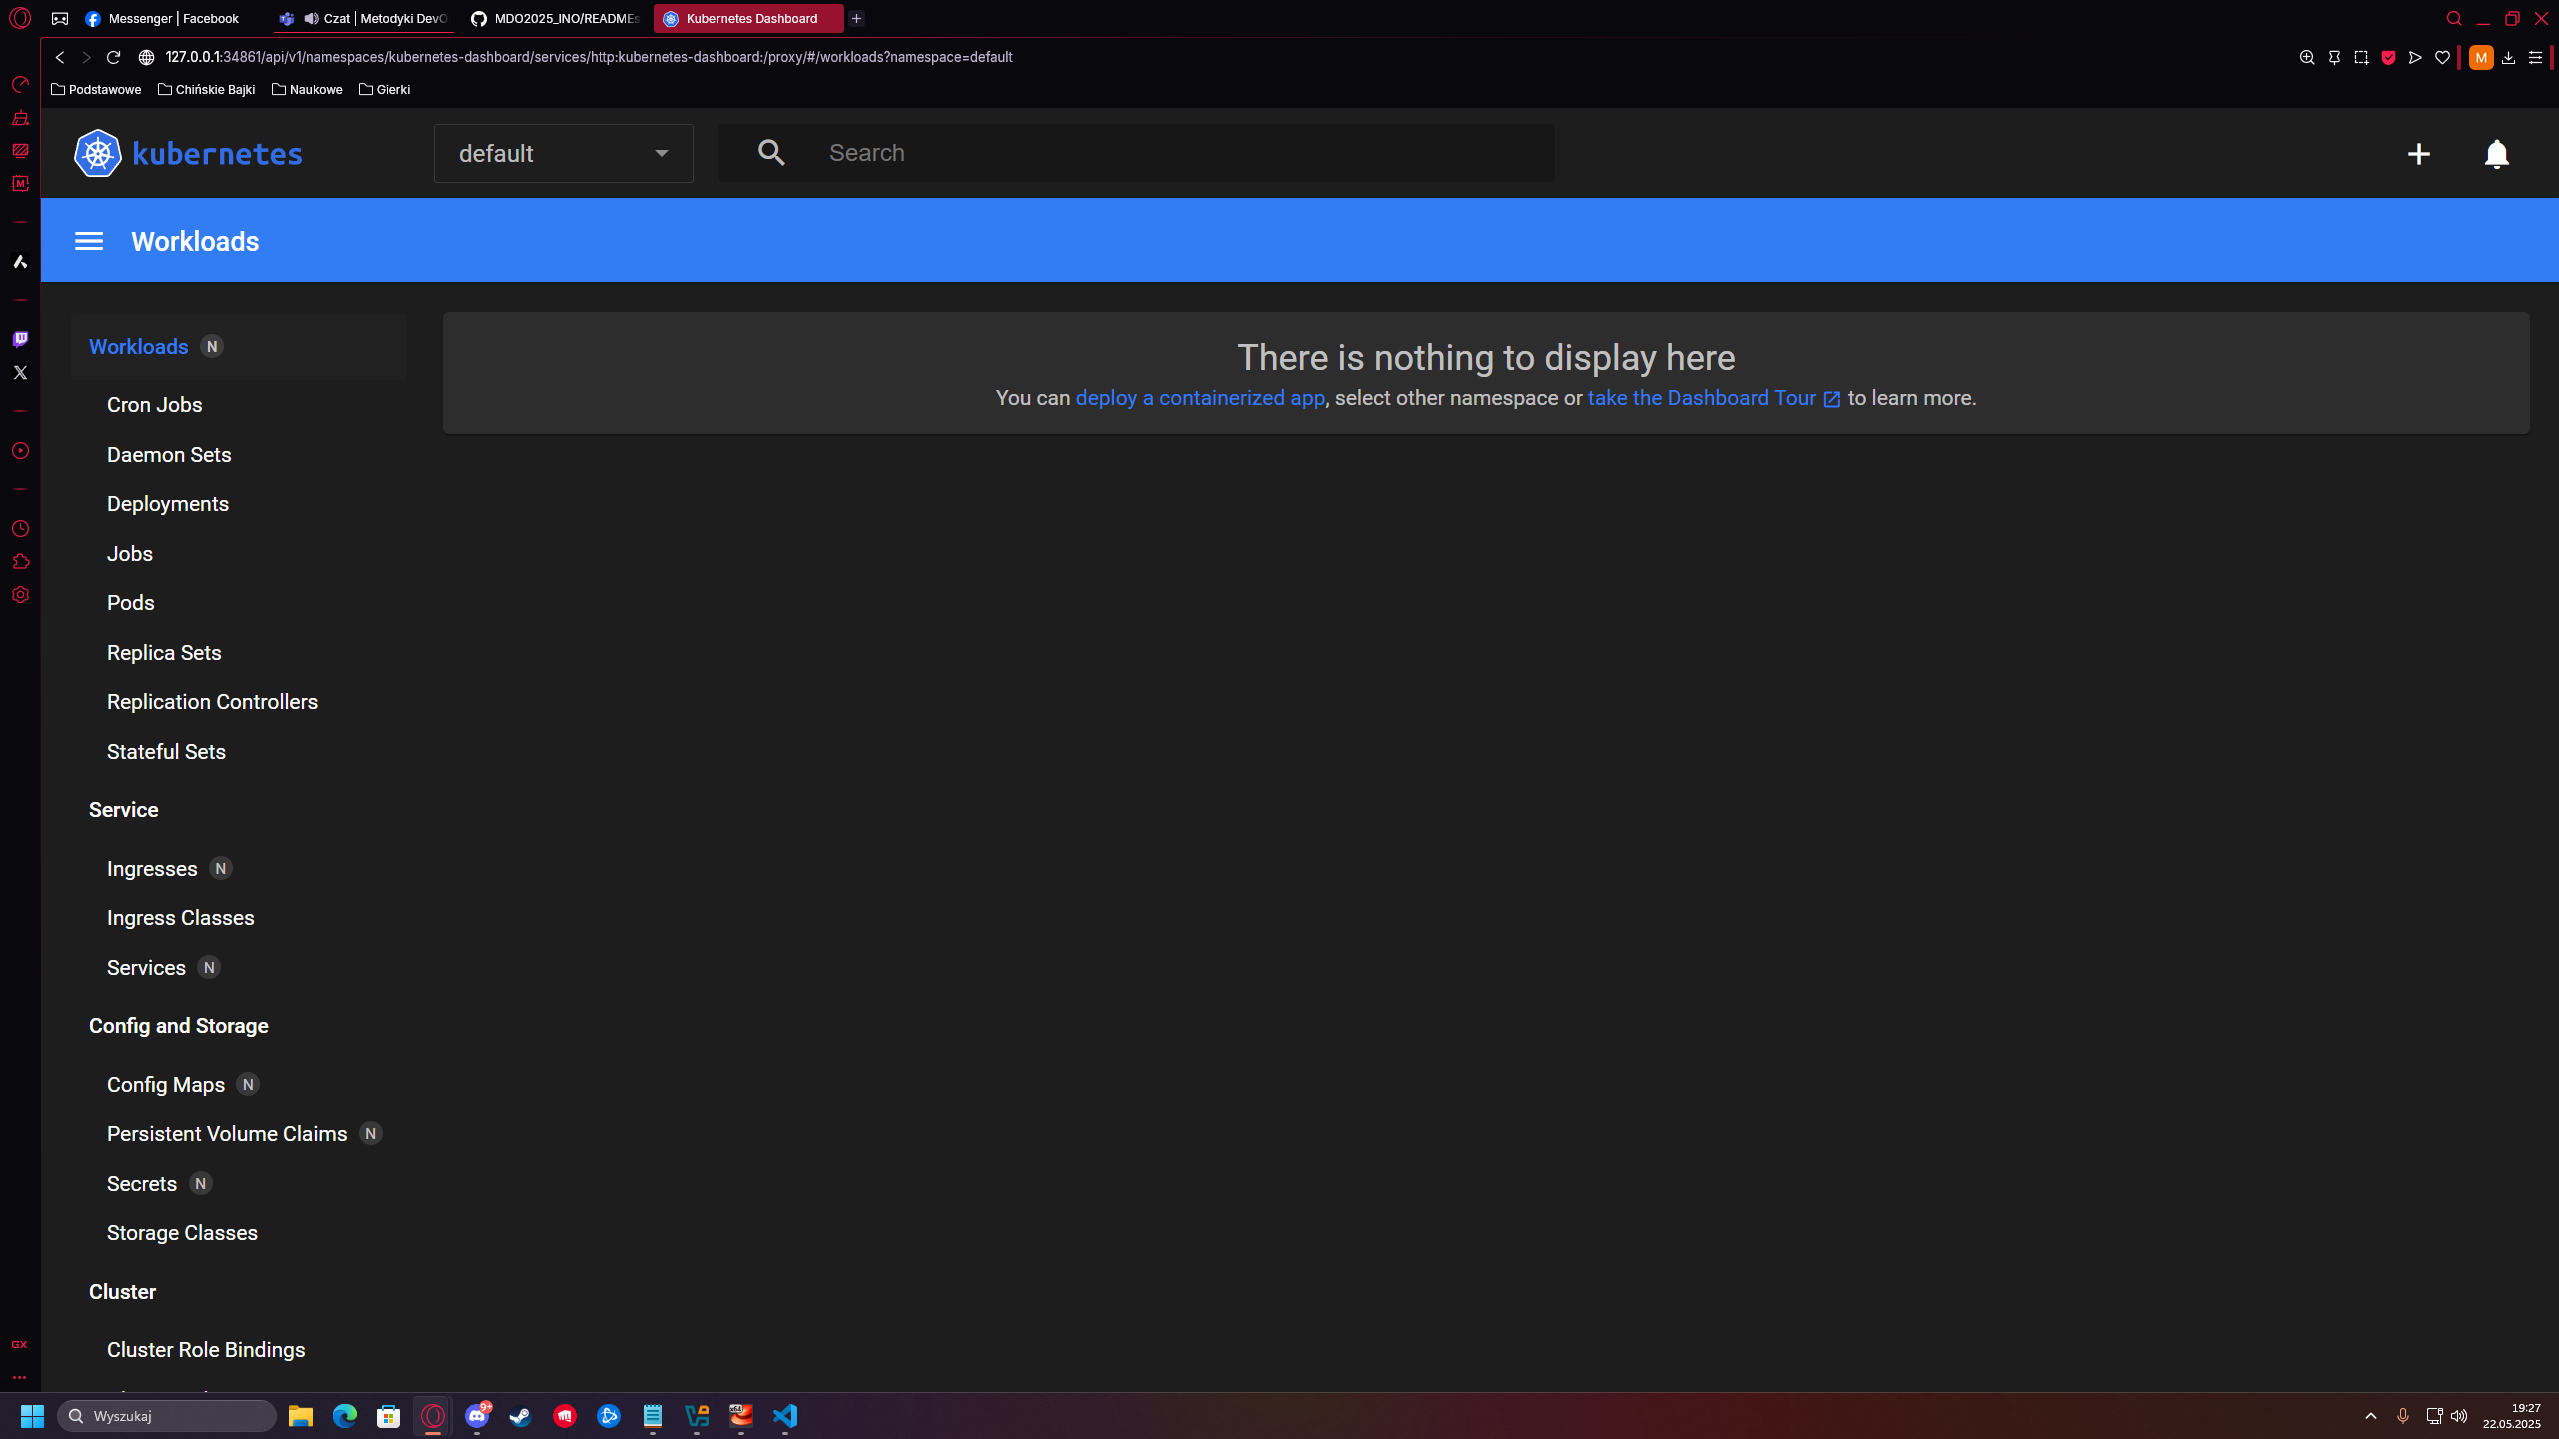 Messenger | Facebook
Czat | Metodyki DevO
MDO2025_INO/READMEs
Kubernetes Dashboard
127.0.0.1:34861/api/v1/namespaces/kubernetes-dashboard/services/http:kubernetes-dashboard:/proxy/#/workloads?namespace=default
M
Podstawowe
Chińskie Bajki
Naukowe
Gierki
kubernetes
default
Search
Workloads
Workloads N
There is nothing to display here
You can deploy a containerized app, select other namespace or take the Dashboard Tour to learn more.
Cron Jobs
Daemon Sets
Deployments
Jobs
Pods
Replica Sets
Replication Controllers
Stateful Sets
Service
Ingresses N
Ingress Classes
Services N
Config and Storage
Config Maps N
Persistent Volume Claims N
Secrets N
Storage Classes
Cluster
Cluster Role Bindings
GX
Wyszukaj
9+
x64
19:27
22.05.2025